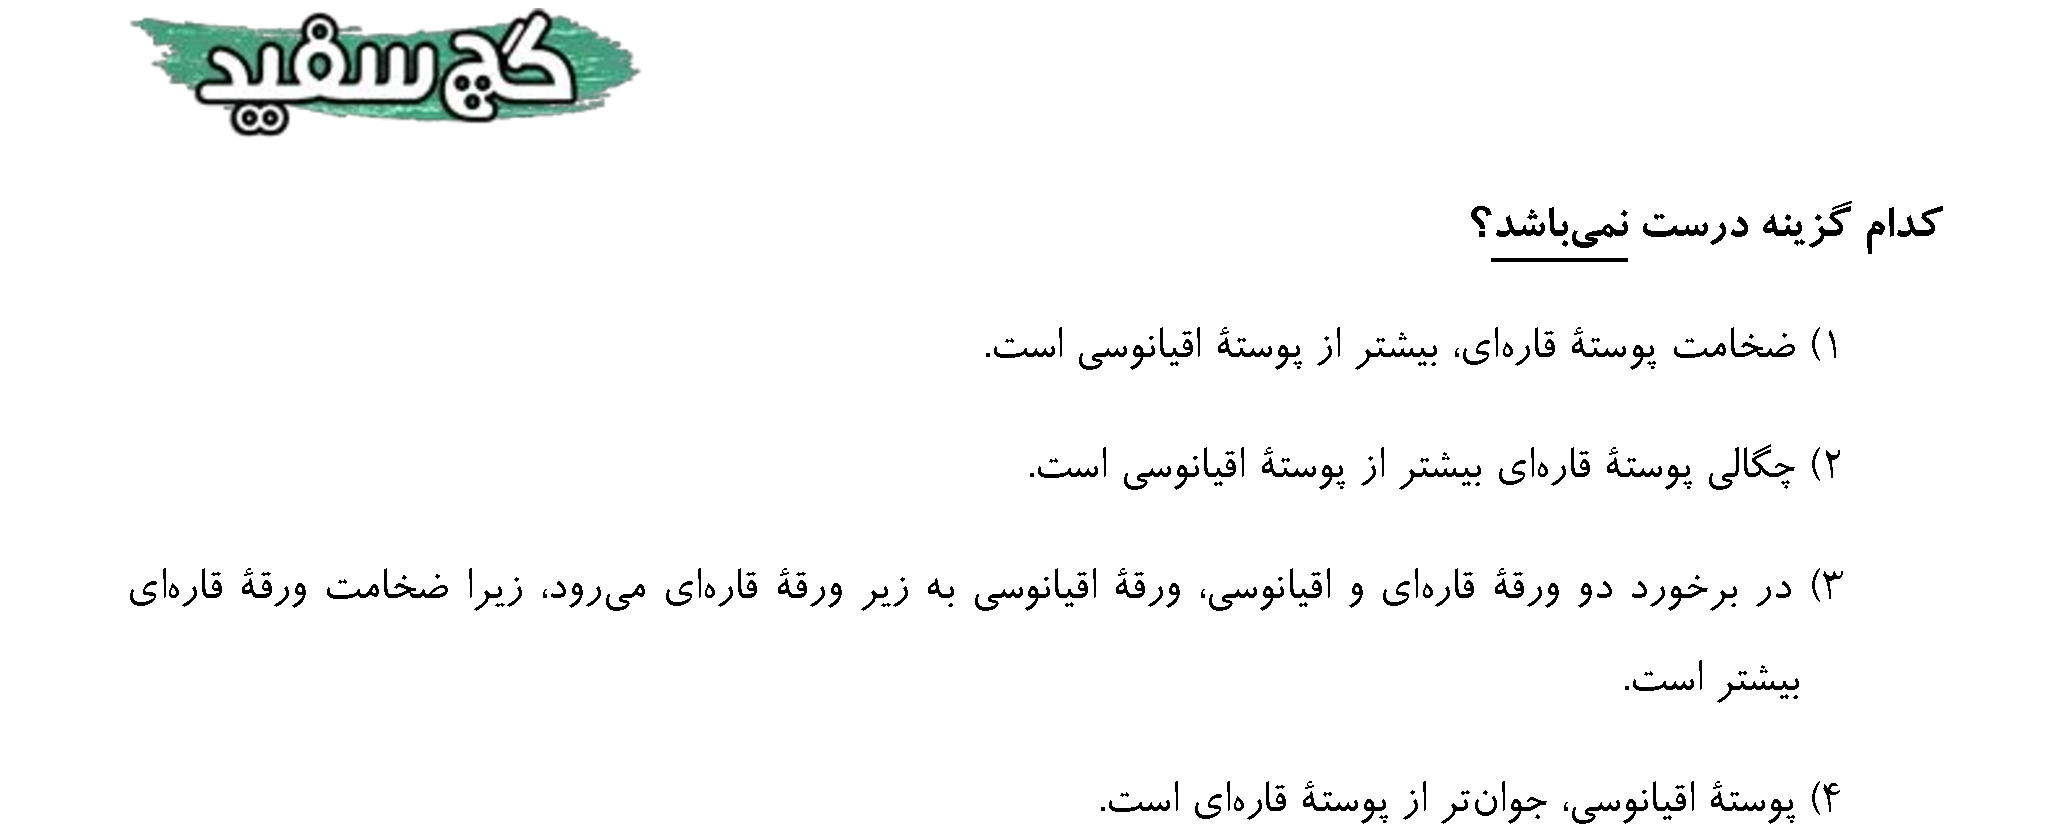 گچ سفید
کدام گزینه درست نمی‌باشد؟
۱) ضخامت پوستهٔ قاره‌ای، بیشتر از پوستهٔ اقیانوسی است.
۲) چگالی پوستهٔ قاره‌ای بیشتر از پوستهٔ اقیانوسی است.
۳) در برخورد دو ورقهٔ قاره‌ای و اقیانوسی، ورقهٔ اقیانوسی به زیر ورقهٔ قاره‌ای می‌رود، زیرا ضخامت ورقهٔ قاره‌ای
بیشتر است.
۴) پوستهٔ اقیانوسی، جوان‌تر از پوستهٔ قاره‌ای است.